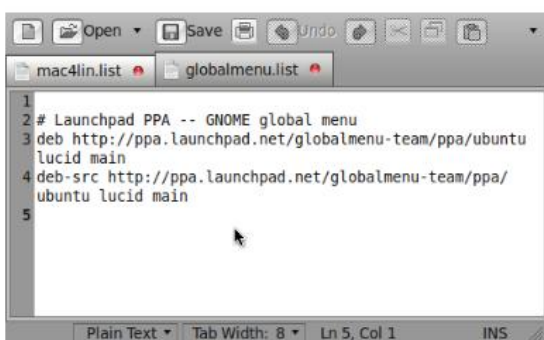 Open Save Undo
mac4lin.list globalmenu.list
1
2 # Launchpad PPA -- GNOME global menu
3 deb http://ppa.launchpad.net/globalmenu-team/ppa/ubuntu
lucid main
4 deb-src http://ppa.launchpad.net/globalmenu-team/ppa/
ubuntu lucid main
5
Plain Text Tab Width: 8 Ln 5, Col 1 INS